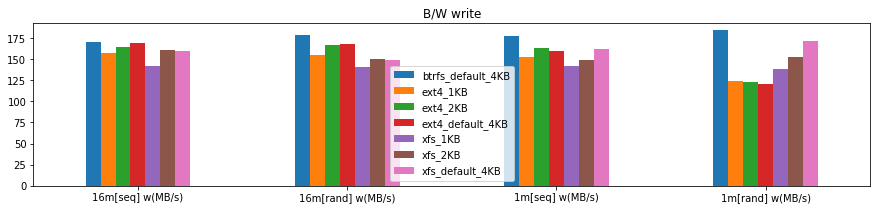 B/W write
175
150
125
100
75
50
25
0
btrfs_default_4KB
ext4_1KB
ext4_2KB
ext4_default_4KB
xfs_1KB
xfs_2KB
xfs_default_4KB
16m[seq] w(MB/s)
16m[rand] w(MB/s)
1m[seq] w(MB/s)
1m[rand] w(MB/s)